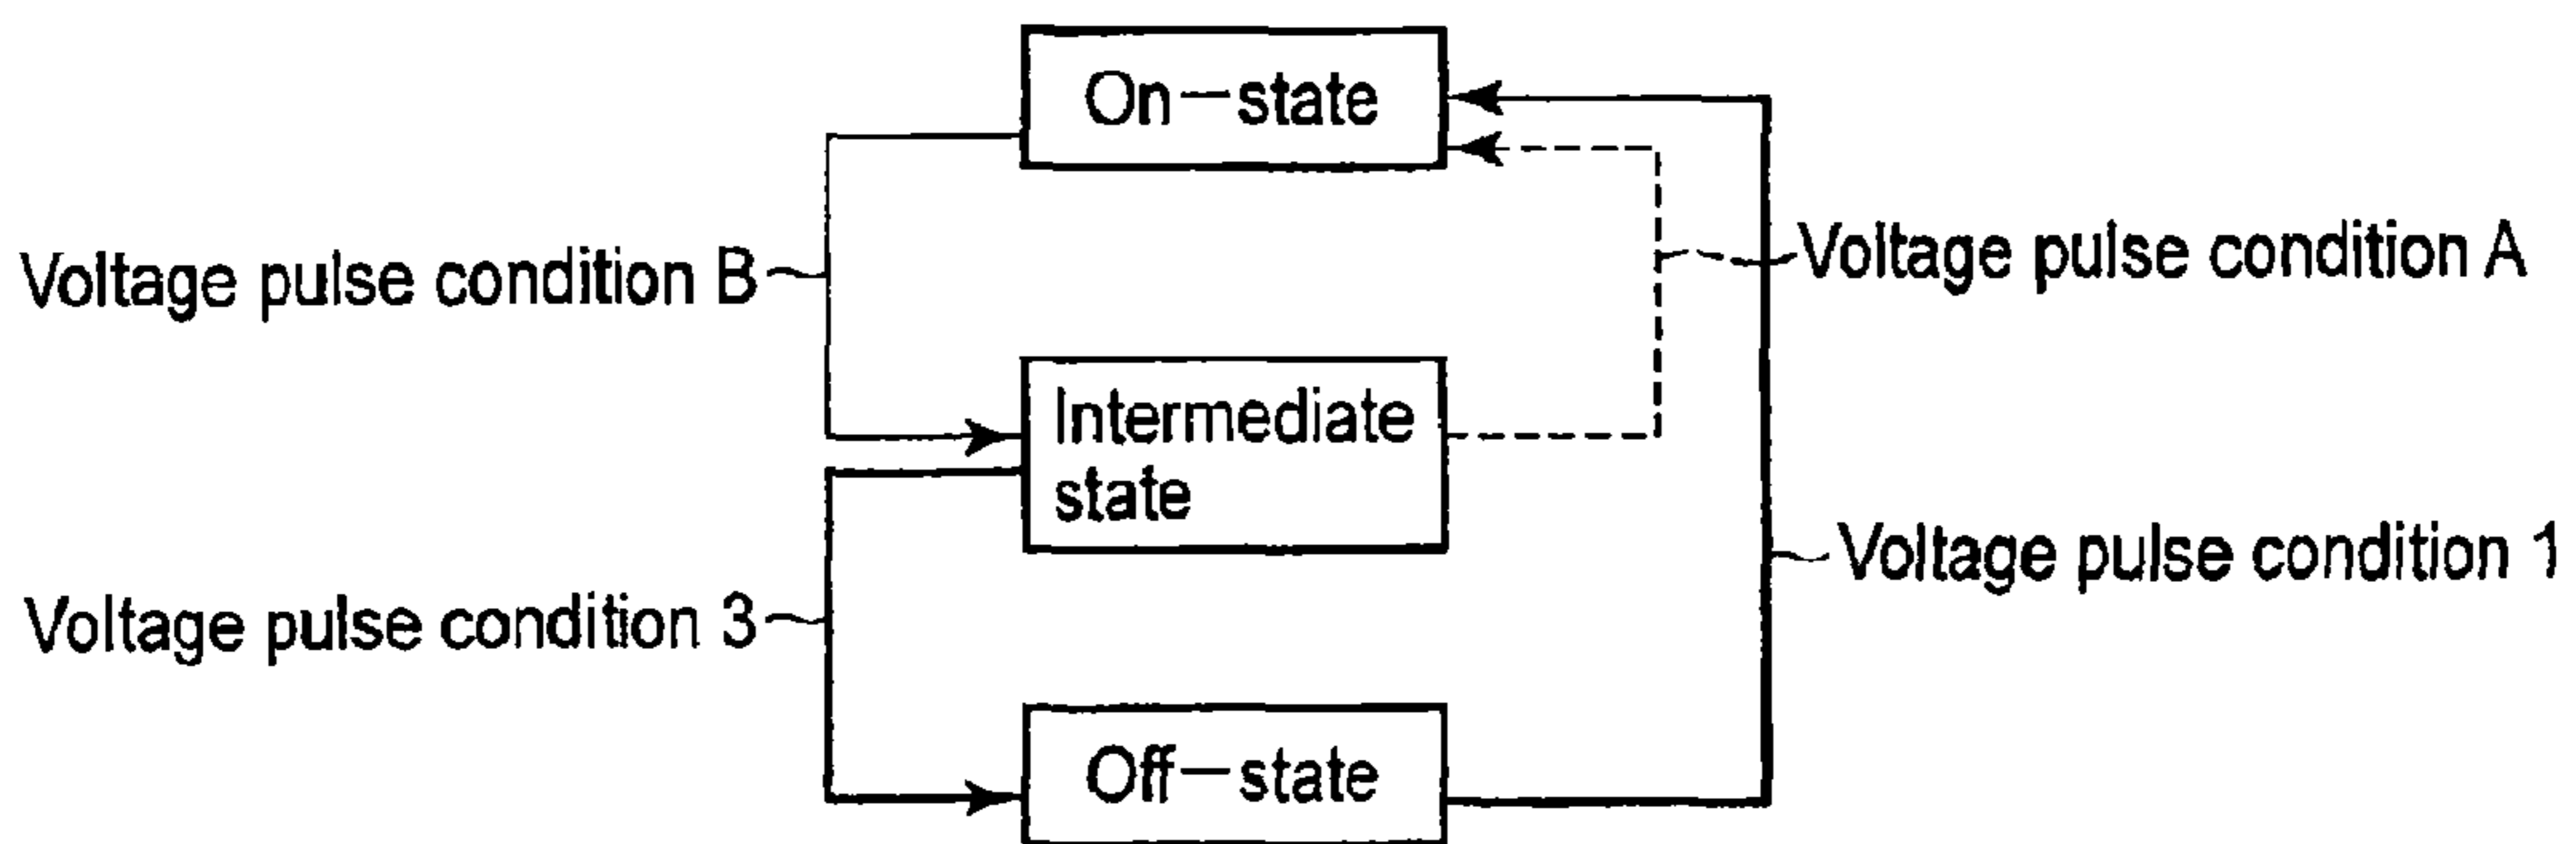 On-state
Voltage pulse condition B
Voltage pulse condition A
Intermediate
state
Voltage pulse condition 1
Voltage pulse condition 3
Off-state